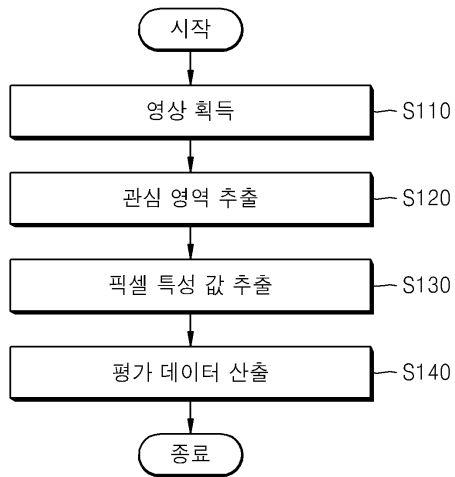 시작
영상 획득 S110
관심 영역 추출 S120
픽셀 특성 값 추출 S130
평가 데이터 산출 S140
종료